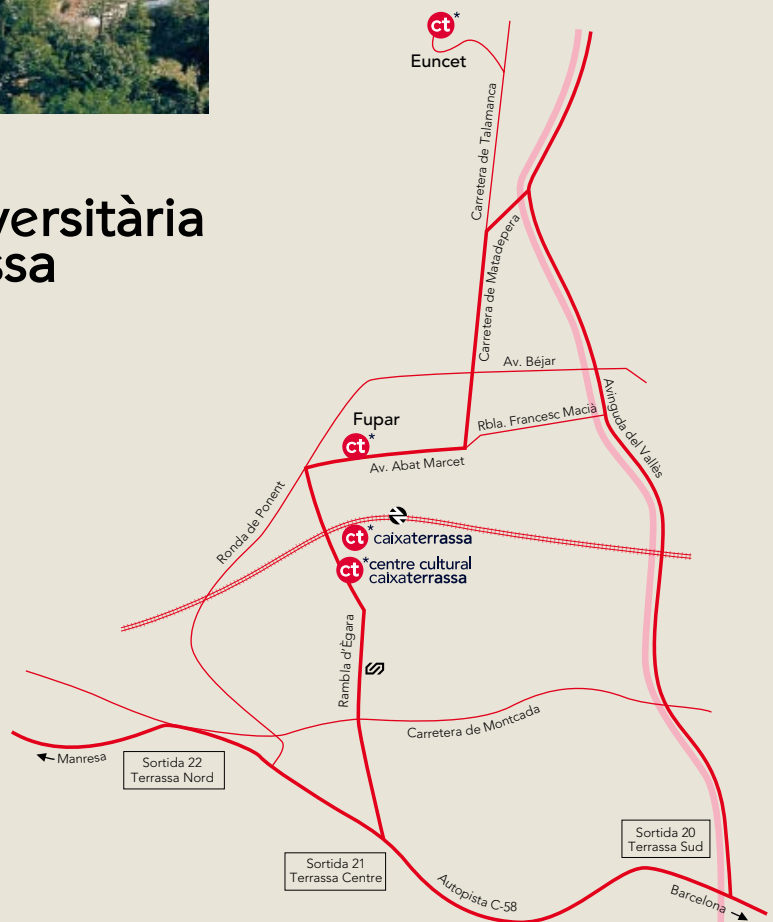 ct*
Euncet
Carretera de Talamanca
versitària
ssa
Carretera de Matadepera
Av. Béjar
Avinguda del Vallès
Rbla. Francesc Macià
Fupar
ct*
Av. Abat Marcet
Ronda de Ponent
ct*caixaterrassa
ct*centre cultural
caixaterrassa
Rambla d'Ègara
Carretera de Montcada
Manresa
Sortida 22
Terrassa Nord
Sortida 20
Terrassa Sud
Sortida 21
Terrassa Centre
Autopista C-58
Barcelona